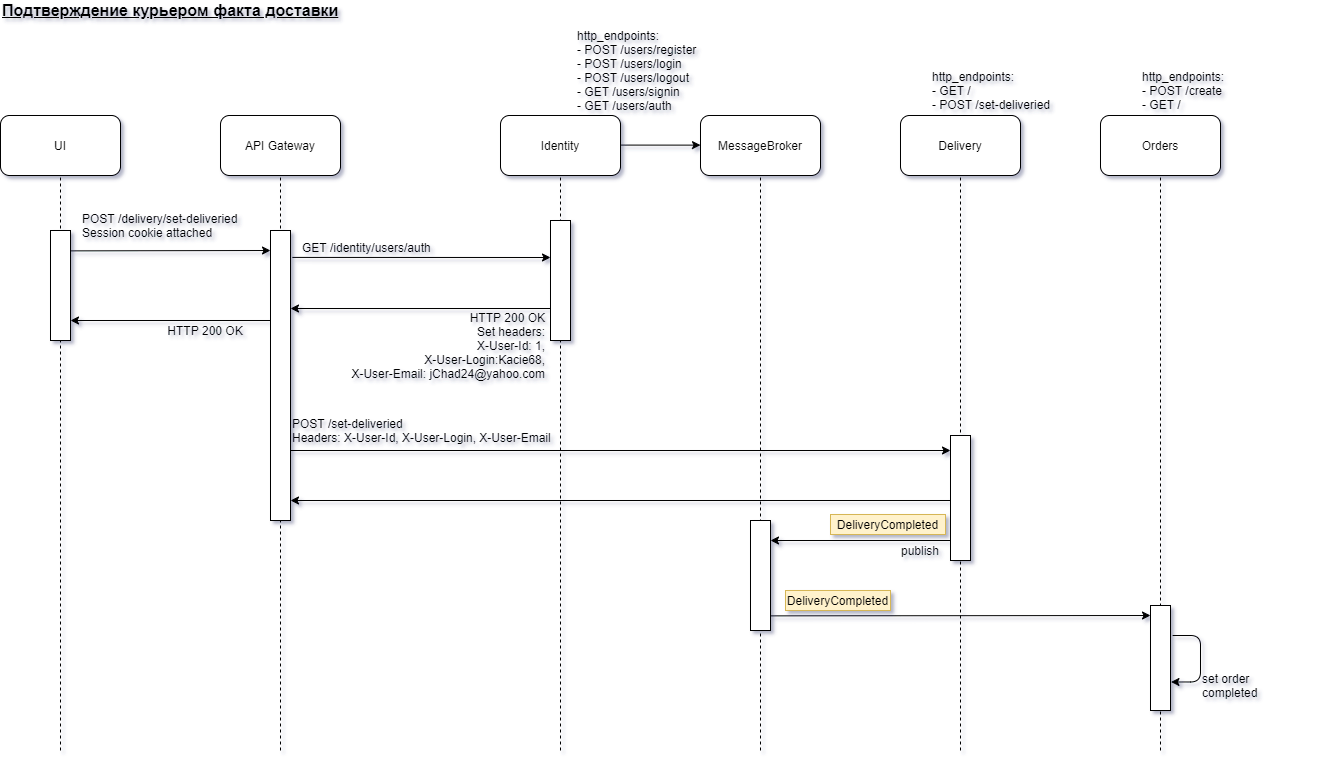 Подтверждение курьером факта доставки
http_endpoints:
- POST /users/register
- POST /users/login
- POST /users/logout
- GET /users/signin
- GET /users/auth
http_endpoints:
- GET /
- POST /set-deliveried
http_endpoints:
- POST /create
- GET /
UI
API Gateway
Identity
MessageBroker
Delivery
Orders
POST /delivery/set-deliveried
Session cookie attached
GET /identity/users/auth
HTTP 200 OK
HTTP 200 OK
Set headers:
X-User-Id: 1,
X-User-Login:Kacie68,
X-User-Email: jChad24@yahoo.com
POST /set-deliveried
Headers: X-User-Id, X-User-Login, X-User-Email
DeliveryCompleted
publish
DeliveryCompleted
set order
completed